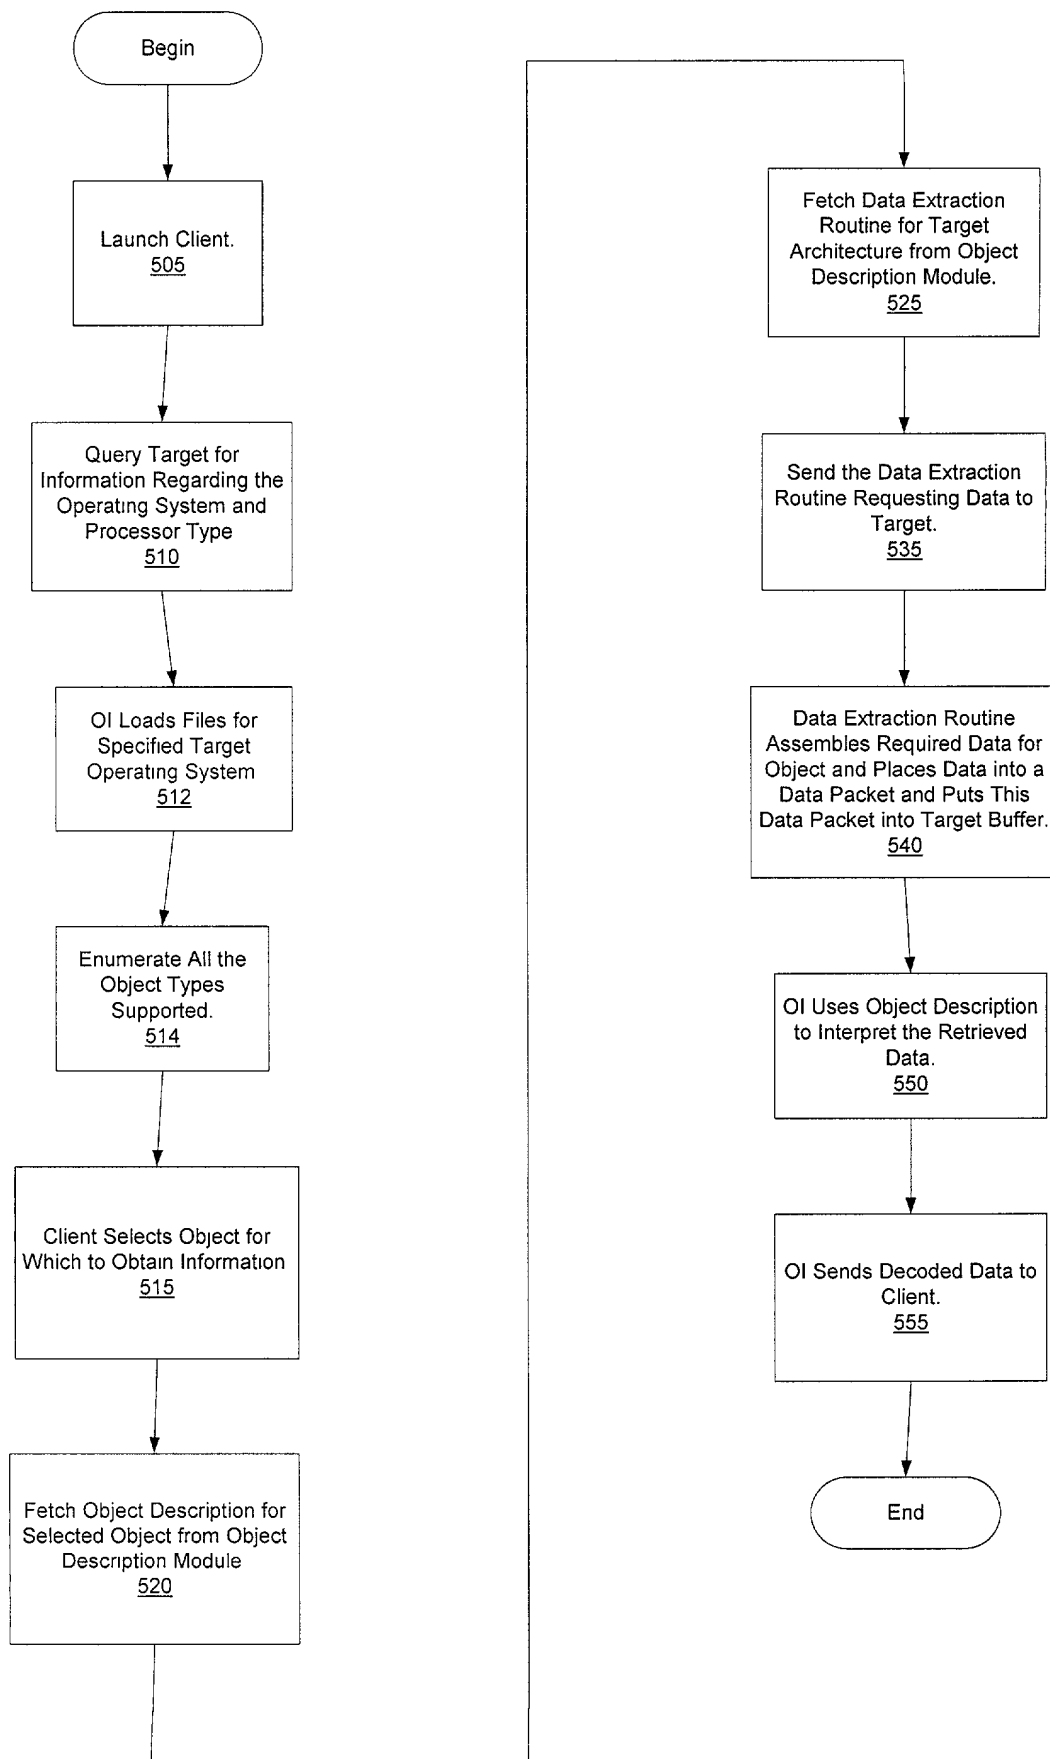 Begin
Launch Client.
505
Query Target for
Information Regarding the
Operating System and
Processor Type
510
OI Loads Files for
Specified Target
Operating System
512
Enumerate All the
Object Types
Supported.
514
Client Selects Object for
Which to Obtain Information
515
Fetch Object Description for
Selected Object from Object
Description Module
520
Fetch Data Extraction
Routine for Target
Architecture from Object
Description Module.
525
Send the Data Extraction
Routine Requesting Data to
Target.
535
Data Extraction Routine
Assembles Required Data for
Object and Places Data into a
Data Packet and Puts This
Data Packet into Target Buffer.
540
OI Uses Object Description
to Interpret the Retrieved
Data.
550
OI Sends Decoded Data to
Client.
555
End